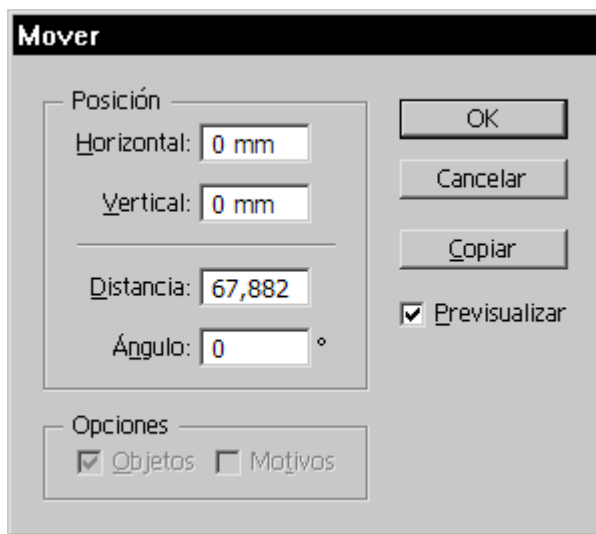 Mover
Posición
Horizontal: 0 mm
Vertical: 0 mm
Distancia: 67,882
Ángulo: 0 °
Opciones
Objetos Motivos
OK
Cancelar
Copiar
Previsualizar